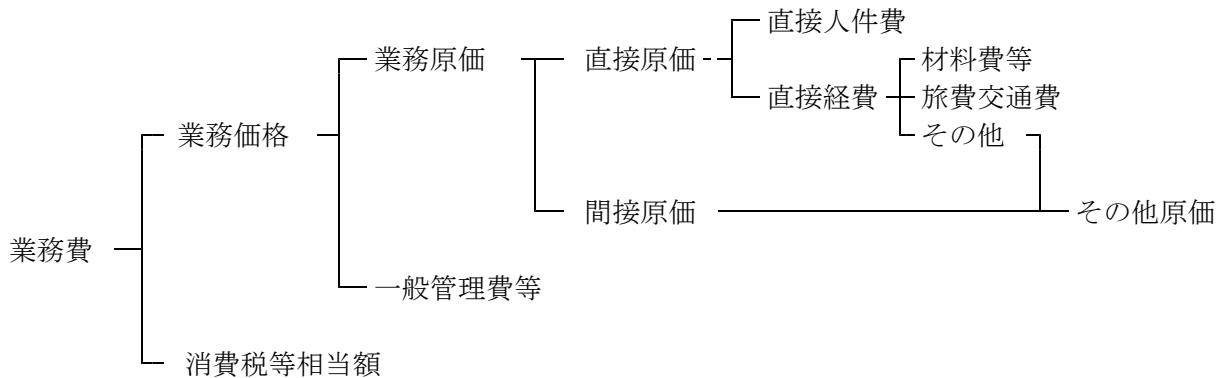 直接人件費
業務原価 直接原価 材料費等
直接経費 旅費交通費
業務価格 その他
間接原価 その他原価
業務費
一般管理費等
消費税等相当額